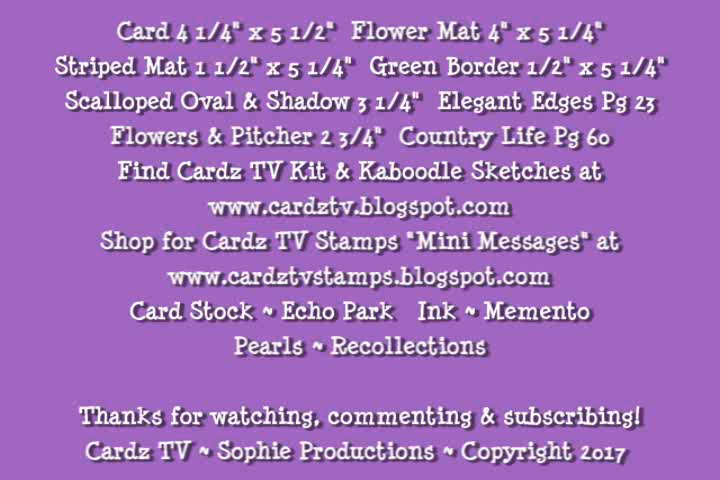 Card 4 1/4" x 5 1/2"  Flower Mat 4" x 5 1/4"
Striped Mat 1 1/2" x 5 1/4"  Green Border 1/2" x 5 1/4"
Scalloped Oval & Shadow 3 1/4"  Elegant Edges Pg 23
Flowers & Pitcher 2 3/4"  Country Life Pg 60
Find Cardz TV Kit & Kaboodle Sketches at
www.cardztv.blogspot.com
Shop for Cardz TV Stamps "Mini Messages" at
www.cardztvstamps.blogspot.com
Card Stock ~ Echo Park   Ink ~ Memento
Pearls ~ Recollections
Thanks for watching, commenting & subscribing!
Cardz TV ~ Sophie Productions ~ Copyright 2017